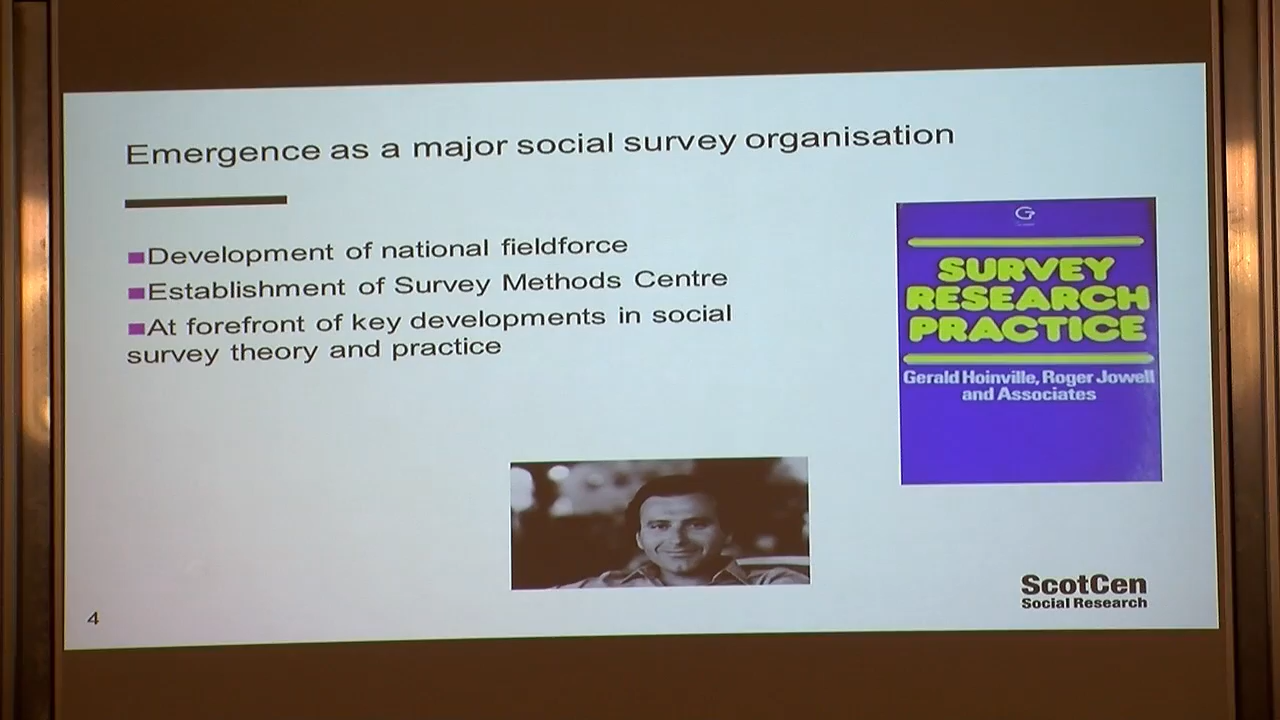 Emergence as a major social survey organisation
Development of national fieldforce
Establishment of Survey Methods Centre
At forefront of key developments in social
survey theory and practice
SURVEY
RESEARCH
PRACTICE
Gerald Hoinville, Roger Jowell
and Associates
ScotCen
Social Research
4